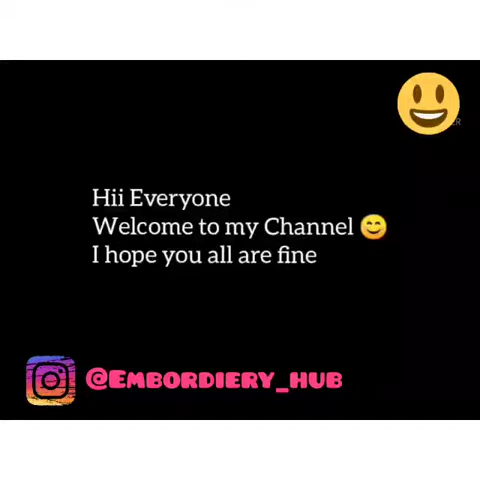 Hii Everyone
Welcome to my Channel 😊
I hope you all are fine
@EMBORDIERY_HUB